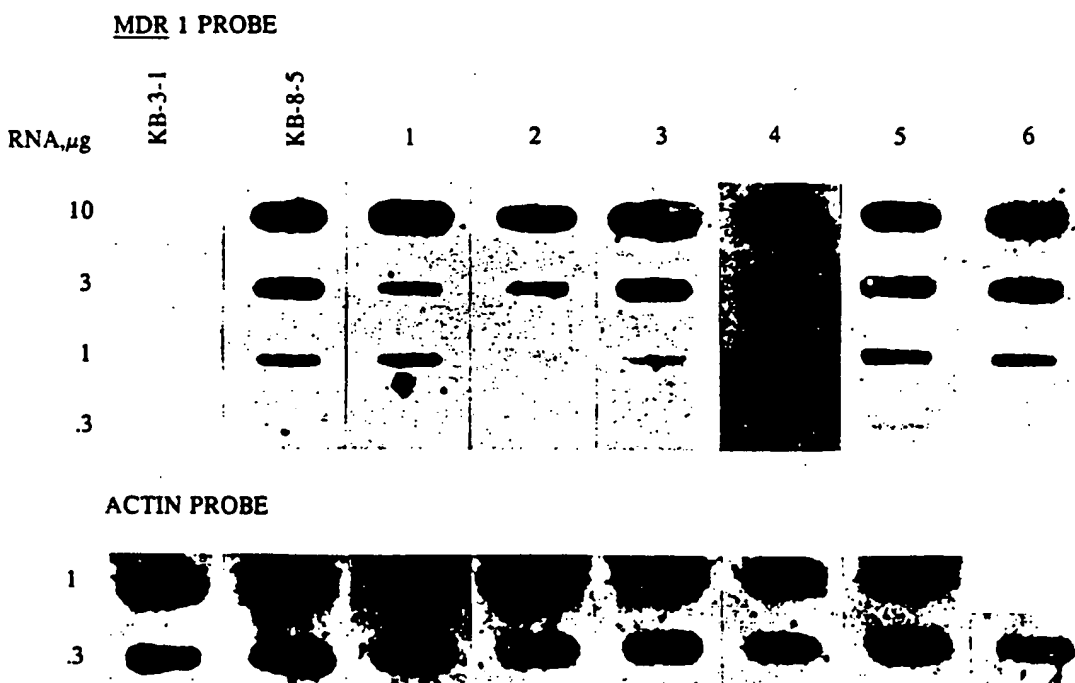 MDR 1 PROBE
RNA,µg KB-3-1 KB-8-5 1 2 3 4 5 6
10
3
1
.3
ACTIN PROBE
1
.3